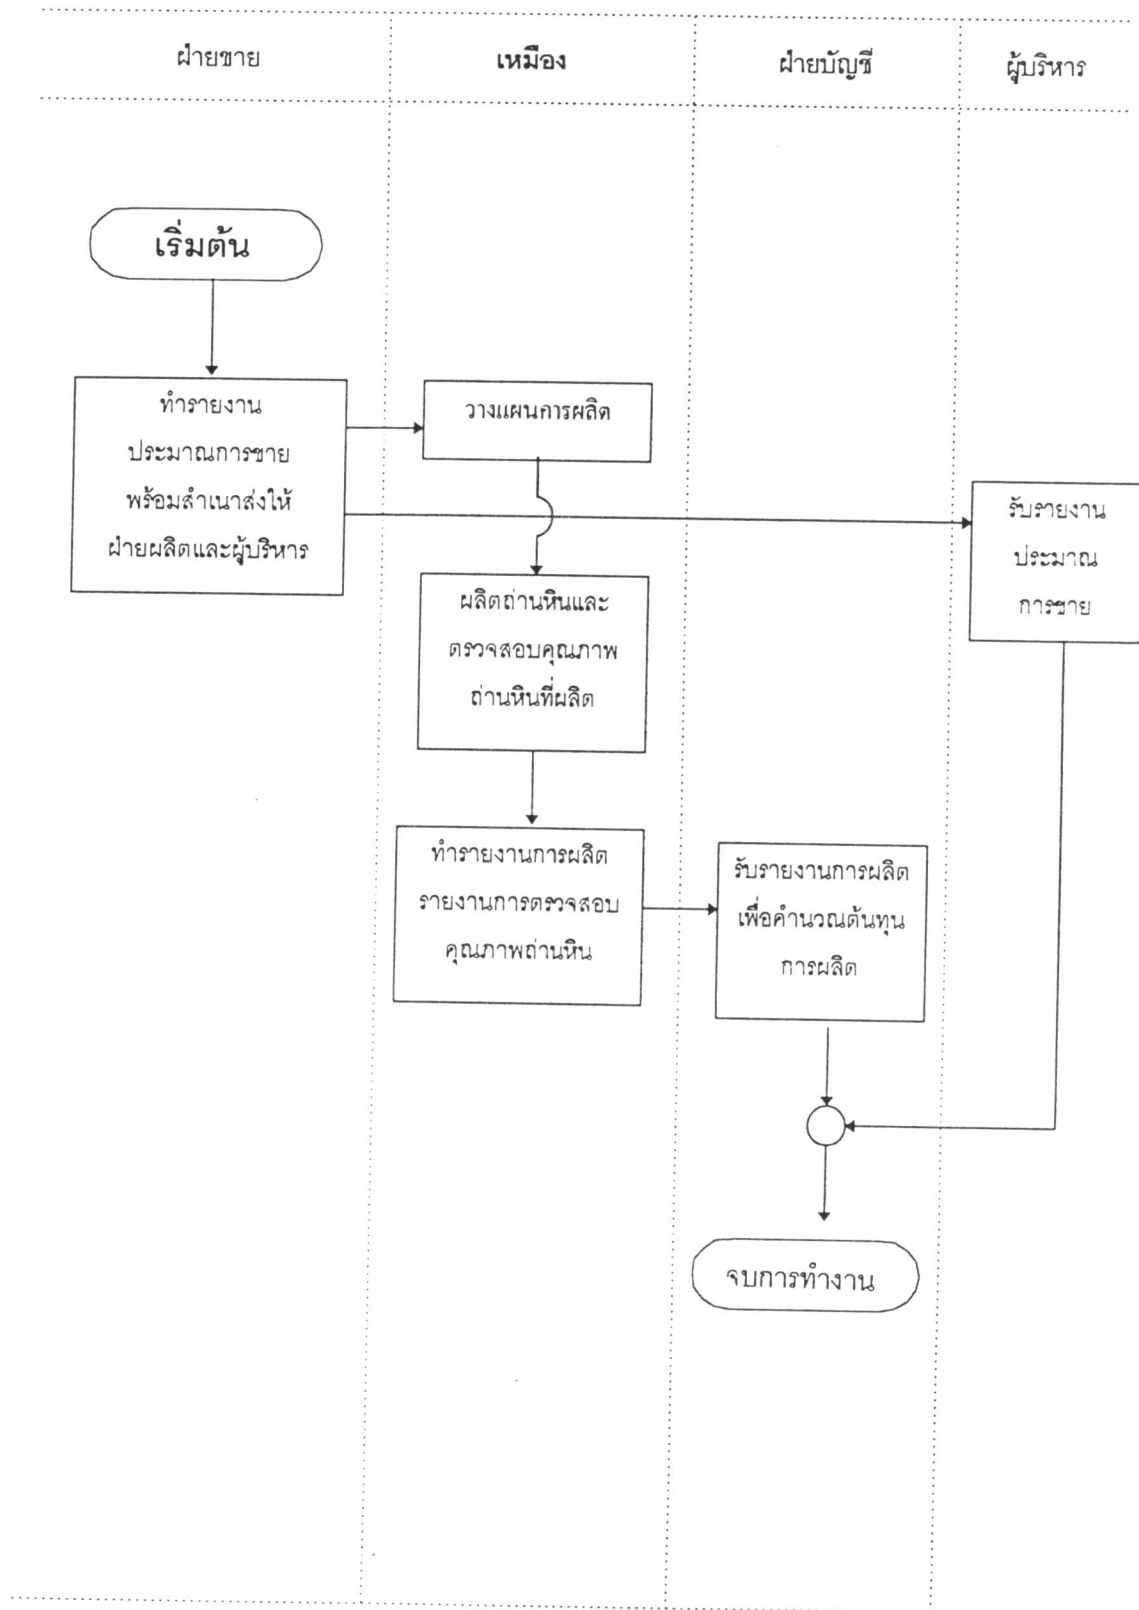 ฝ่ายขาย
เหมือง
ฝ่ายบัญชี
ผู้บริหาร
เริ่มต้น
ทำรายงาน
ประมาณการขาย
พร้อมสำเนาส่งให้
ฝ่ายผลิตและผู้บริหาร
วางแผนการผลิต
รับรายงาน
ประมาณ
การขาย
ผลิตถ่านหินและ
ตรวจสอบคุณภาพ
ถ่านหินที่ผลิต
ทำรายงานการผลิต
รายงานการตรวจสอบ
คุณภาพถ่านหิน
รับรายงานการผลิต
เพื่อคำนวณต้นทุน
การผลิต
จบการทำงาน